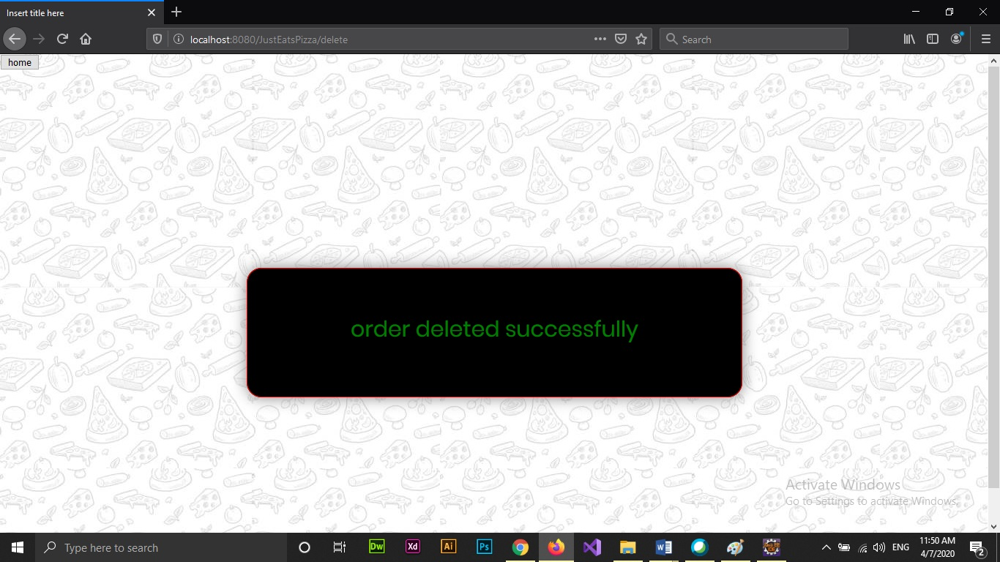 Insert title here
localhost:8080/JustEatsPizza/delete
Search
home
order deleted successfully
Activate Windows
Go to Settings to activate Windows.
Type here to search
Dw
Xd
Ai
Ps
W
ENG
11:50 AM
4/7/2020
2